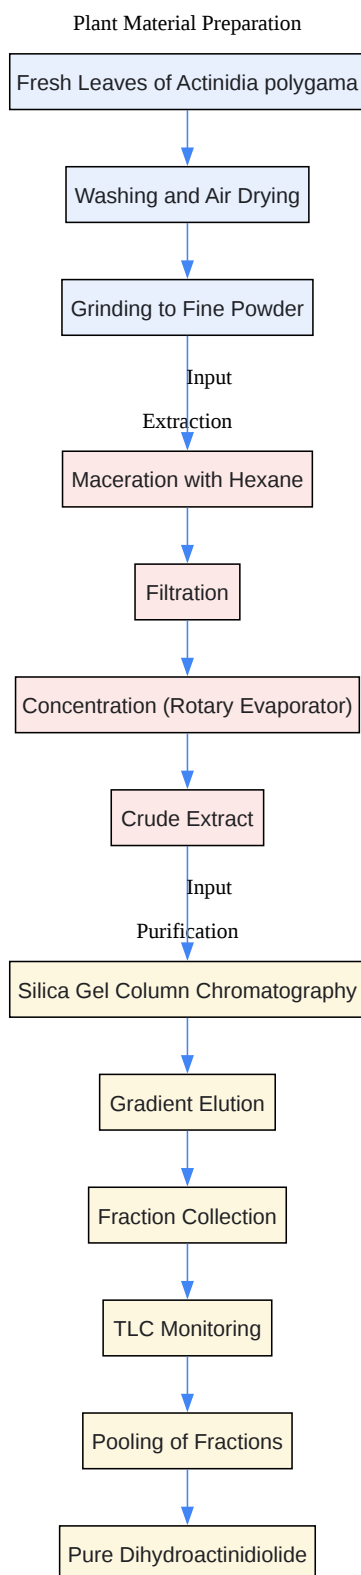 Plant Material Preparation
Fresh Leaves of Actinidia polygama
Washing and Air Drying
Grinding to Fine Powder
Input
Extraction
Maceration with Hexane
Filtration
Concentration (Rotary Evaporator)
Crude Extract
Input
Purification
Silica Gel Column Chromatography
Gradient Elution
Fraction Collection
TLC Monitoring
Pooling of Fractions
Pure Dihydroactinidiolide